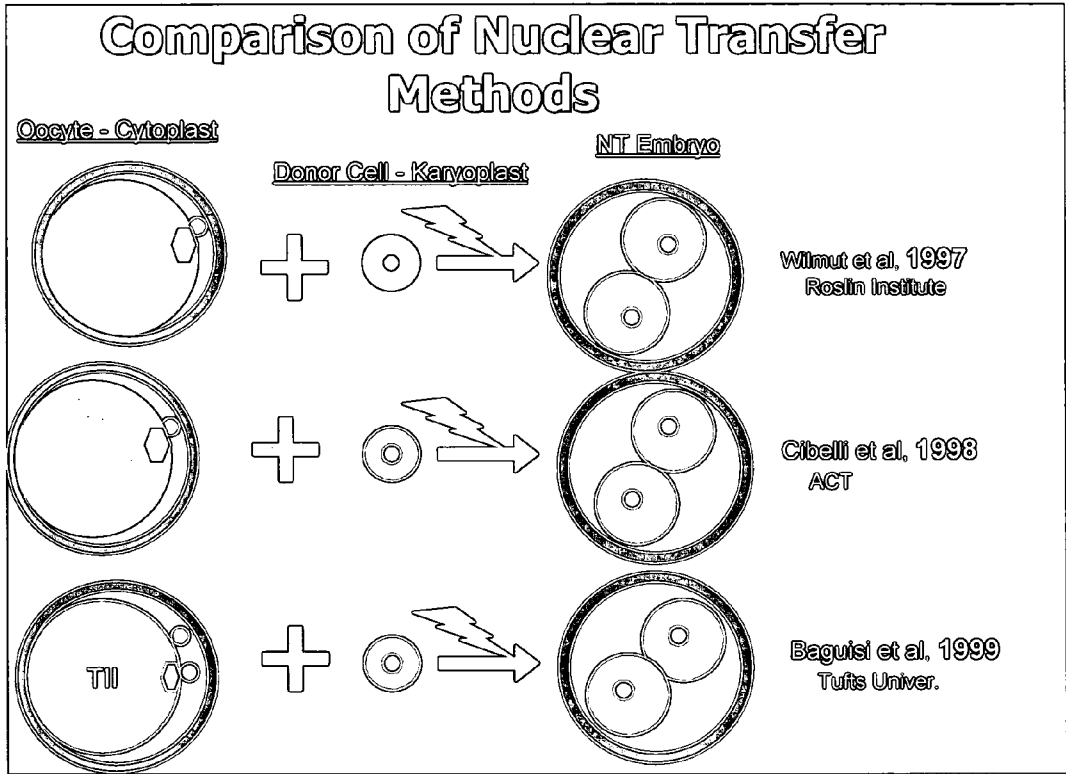 Comparison of Nuclear Transfer
Methods
Oocyte - Cytoplast
Donor Cell - Karyoplast
NT Embryo
Wilmut et al, 1997
Roslin Institute
Cibelli et al, 1998
ACT
TII
Baguisi et al, 1999
Tufts Univer.